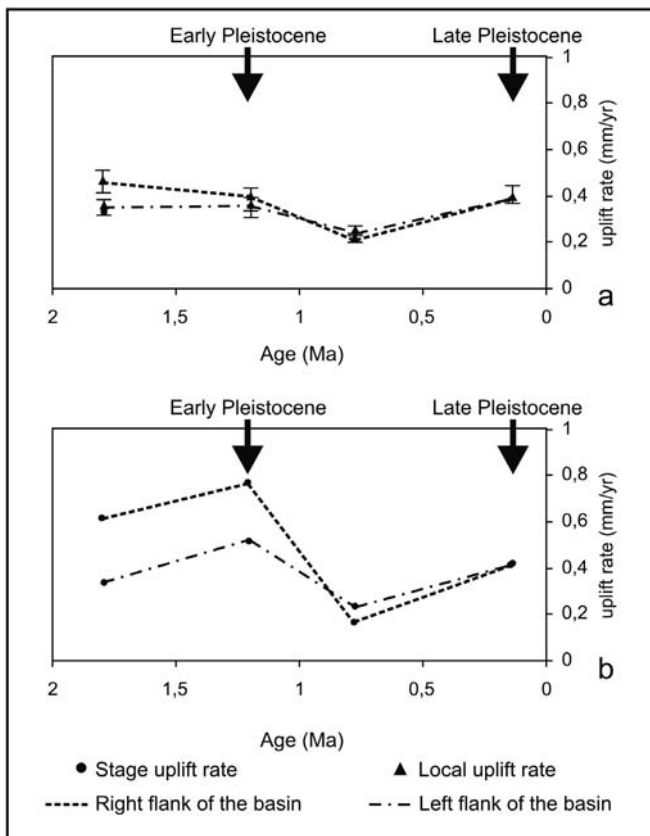 Early Pleistocene Late Pleistocene
1
0,8
0,6
0,4
0,2
0
uplift rate (mm/yr)
a
2 1,5 1 0,5 0
Age (Ma)
Early Pleistocene Late Pleistocene
1
0,8
0,6
0,4
0,2
0
uplift rate (mm/yr)
b
2 1,5 1 0,5 0
Age (Ma)
Stage uplift rate Local uplift rate
Right flank of the basin Left flank of the basin